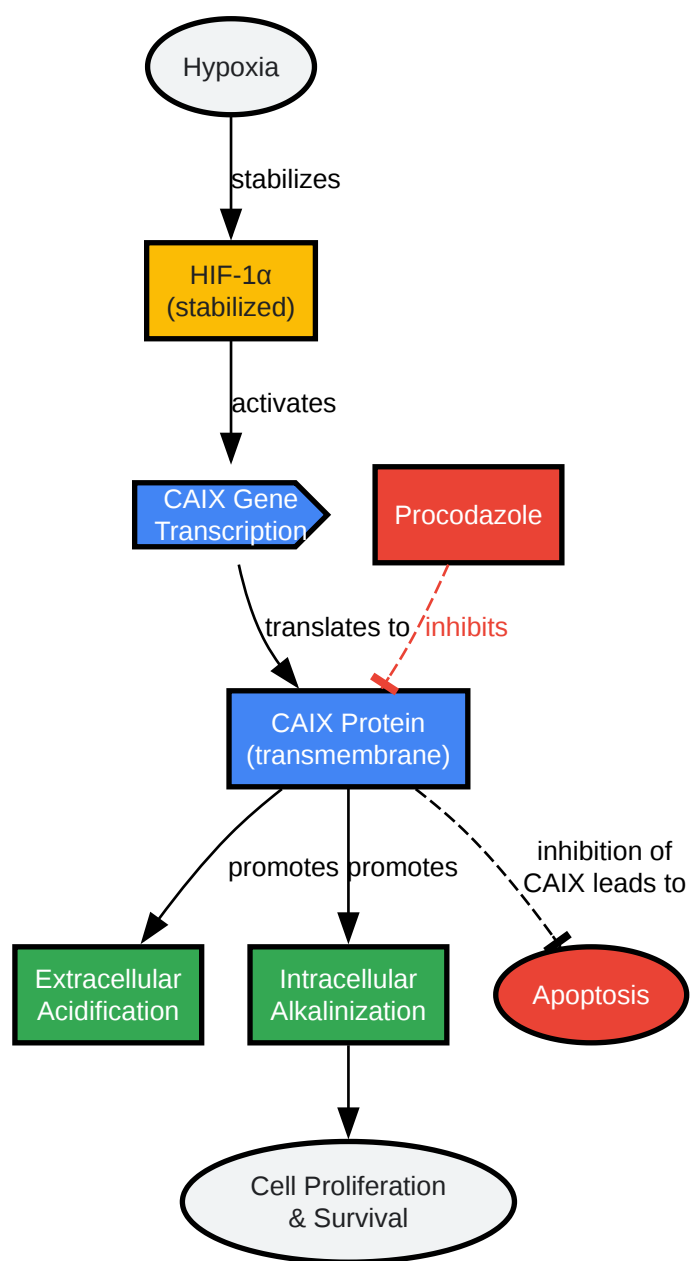 Hypoxia
stabilizes
HIF-1α
(stabilized)
activates
CAIX Gene
Transcription
Procodazole
translates to
inhibits
CAIX Protein
(transmembrane)
promotes
promotes
inhibition of
CAIX leads to
Extracellular
Acidification
Intracellular
Alkalinization
Apoptosis
Cell Proliferation
& Survival